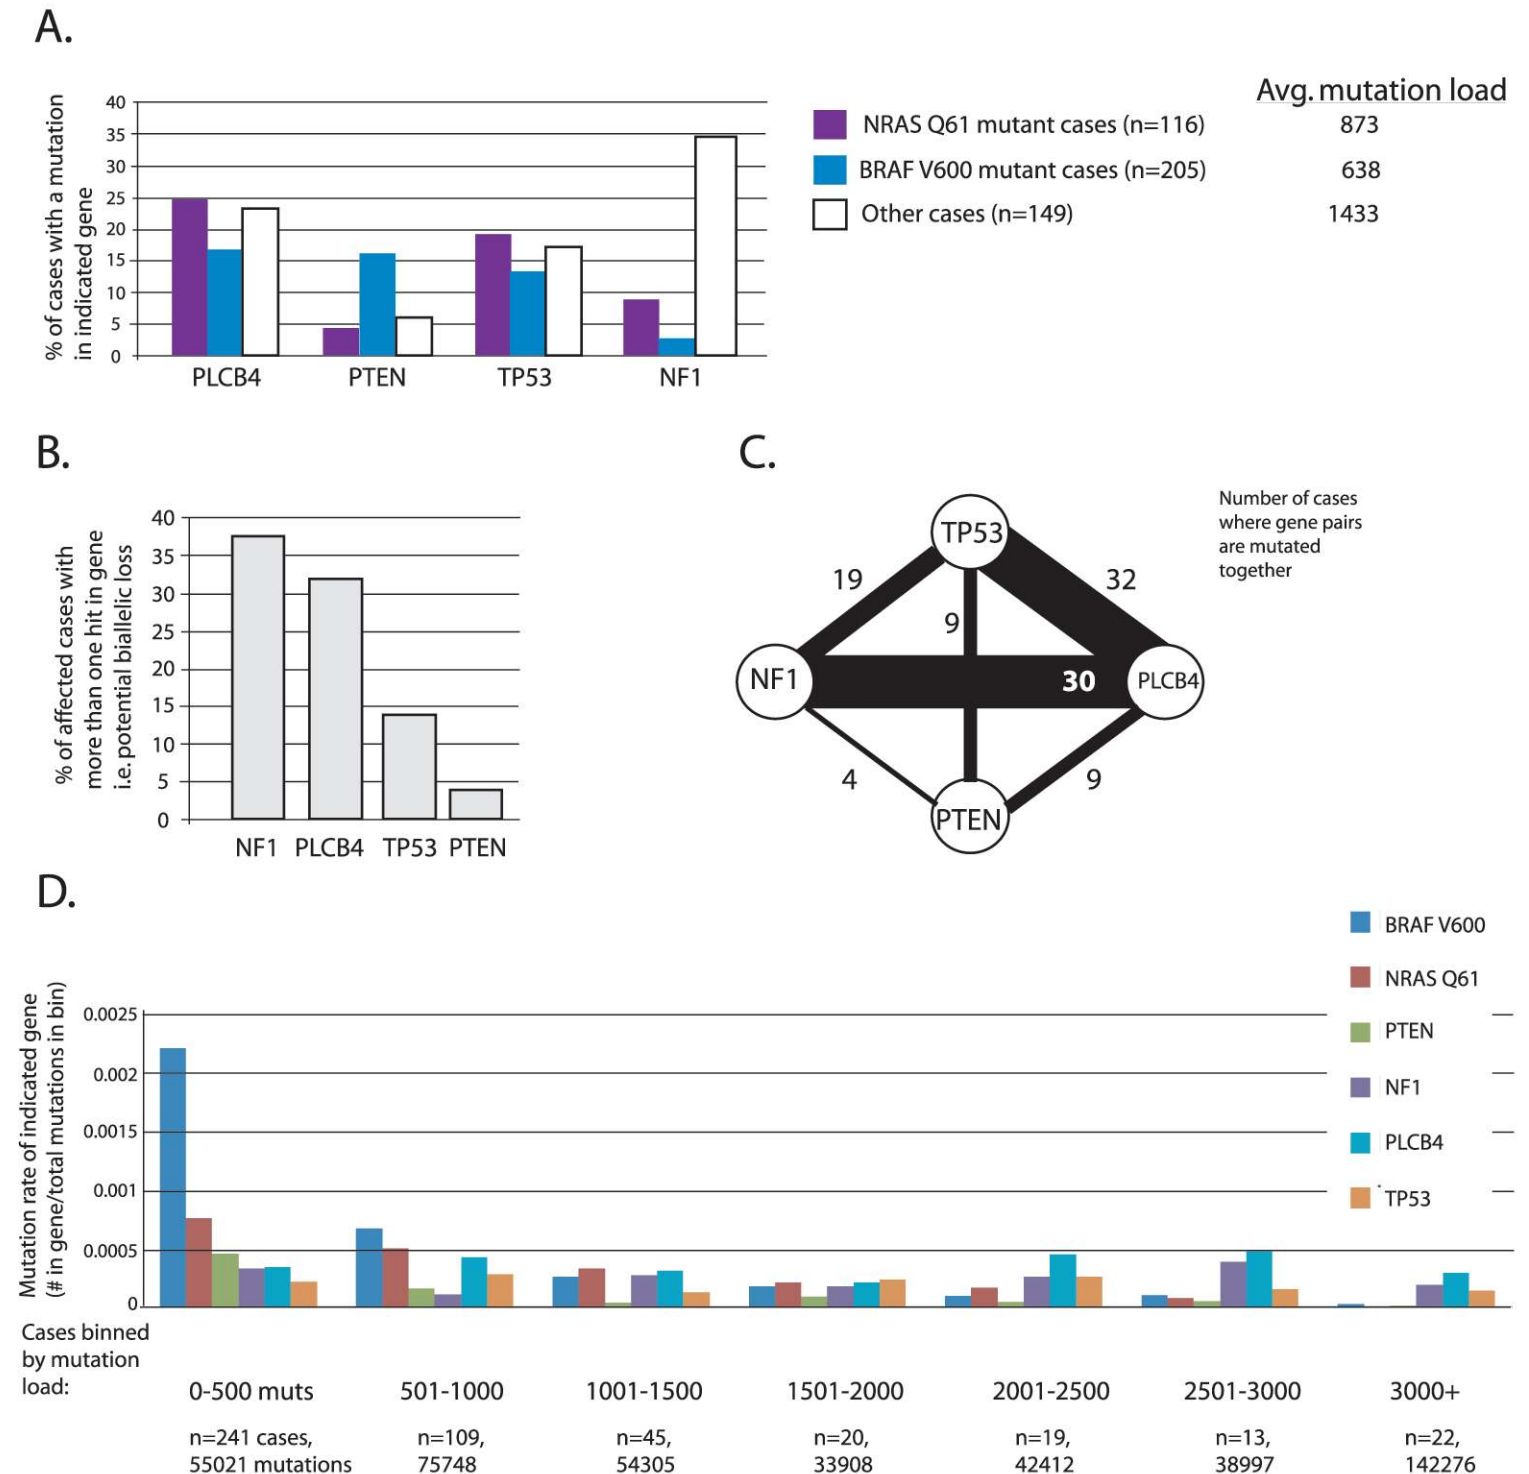 A.
% of cases with a mutation
in indicated gene
40
35
30
25
20
15
10
5
0
PLCB4 PTEN TP53 NF1
Avg. mutation load
NRAS Q61 mutant cases (n=116) 873
BRAF V600 mutant cases (n=205) 638
Other cases (n=149) 1433
B.
% of affected cases with
more than one hit in gene
i.e. potential biallelic loss
40
35
30
25
20
15
10
5
0
NF1 PLCB4 TP53 PTEN
C.
Number of cases
where gene pairs
are mutated
together
TP53
19
32
9
NF1
30
PLCB4
4
9
PTEN
D.
BRAF V600
NRAS Q61
PTEN
NF1
PLCB4
TP53
Mutation rate of indicated gene
(# in gene/total mutations in bin)
0.0025
0.002
0.0015
0.001
0.0005
0
Cases binned
by mutation
load:
0-500 muts 501-1000 1001-1500 1501-2000 2001-2500 2501-3000 3000+
n=241 cases, n=109, n=45, n=20, n=19, n=13, n=22,
55021 mutations 75748 54305 33908 42412 38997 142276